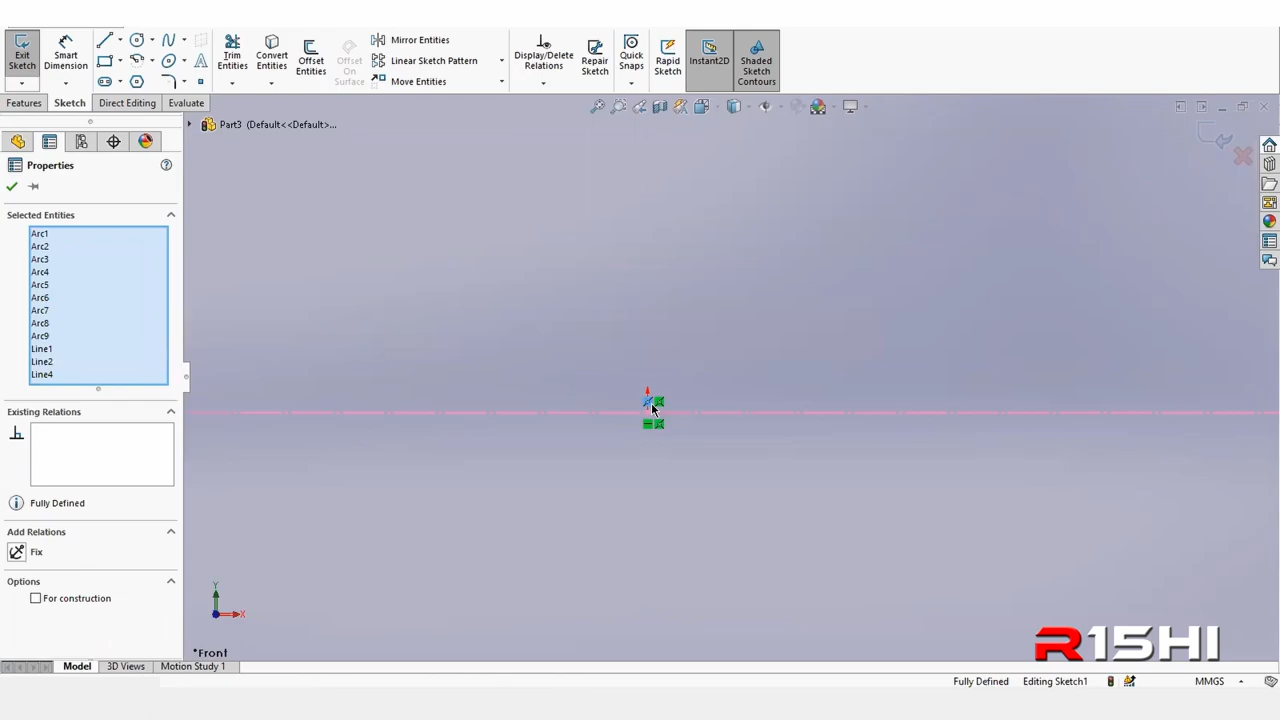 Exit Sketch
Smart Dimension
Trim Entities
Convert Entities
Offset Entities
Offset On Surface
Mirror Entities
Linear Sketch Pattern
Move Entities
Display/Delete Relations
Repair Sketch
Quick Snaps
Rapid Sketch
Instant2D
Shaded Sketch Contours
Features
Sketch
Direct Editing
Evaluate
Part3 (Default<<Default>...
Properties
Selected Entities
Arc1
Arc2
Arc3
Arc4
Arc5
Arc6
Arc7
Arc8
Arc9
Line1
Line2
Line4
Existing Relations
Fully Defined
Add Relations
Fix
Options
For construction
Y
X
*Front
R15HI
Model
3D Views
Motion Study 1
Fully Defined
Editing Sketch1
MMGS